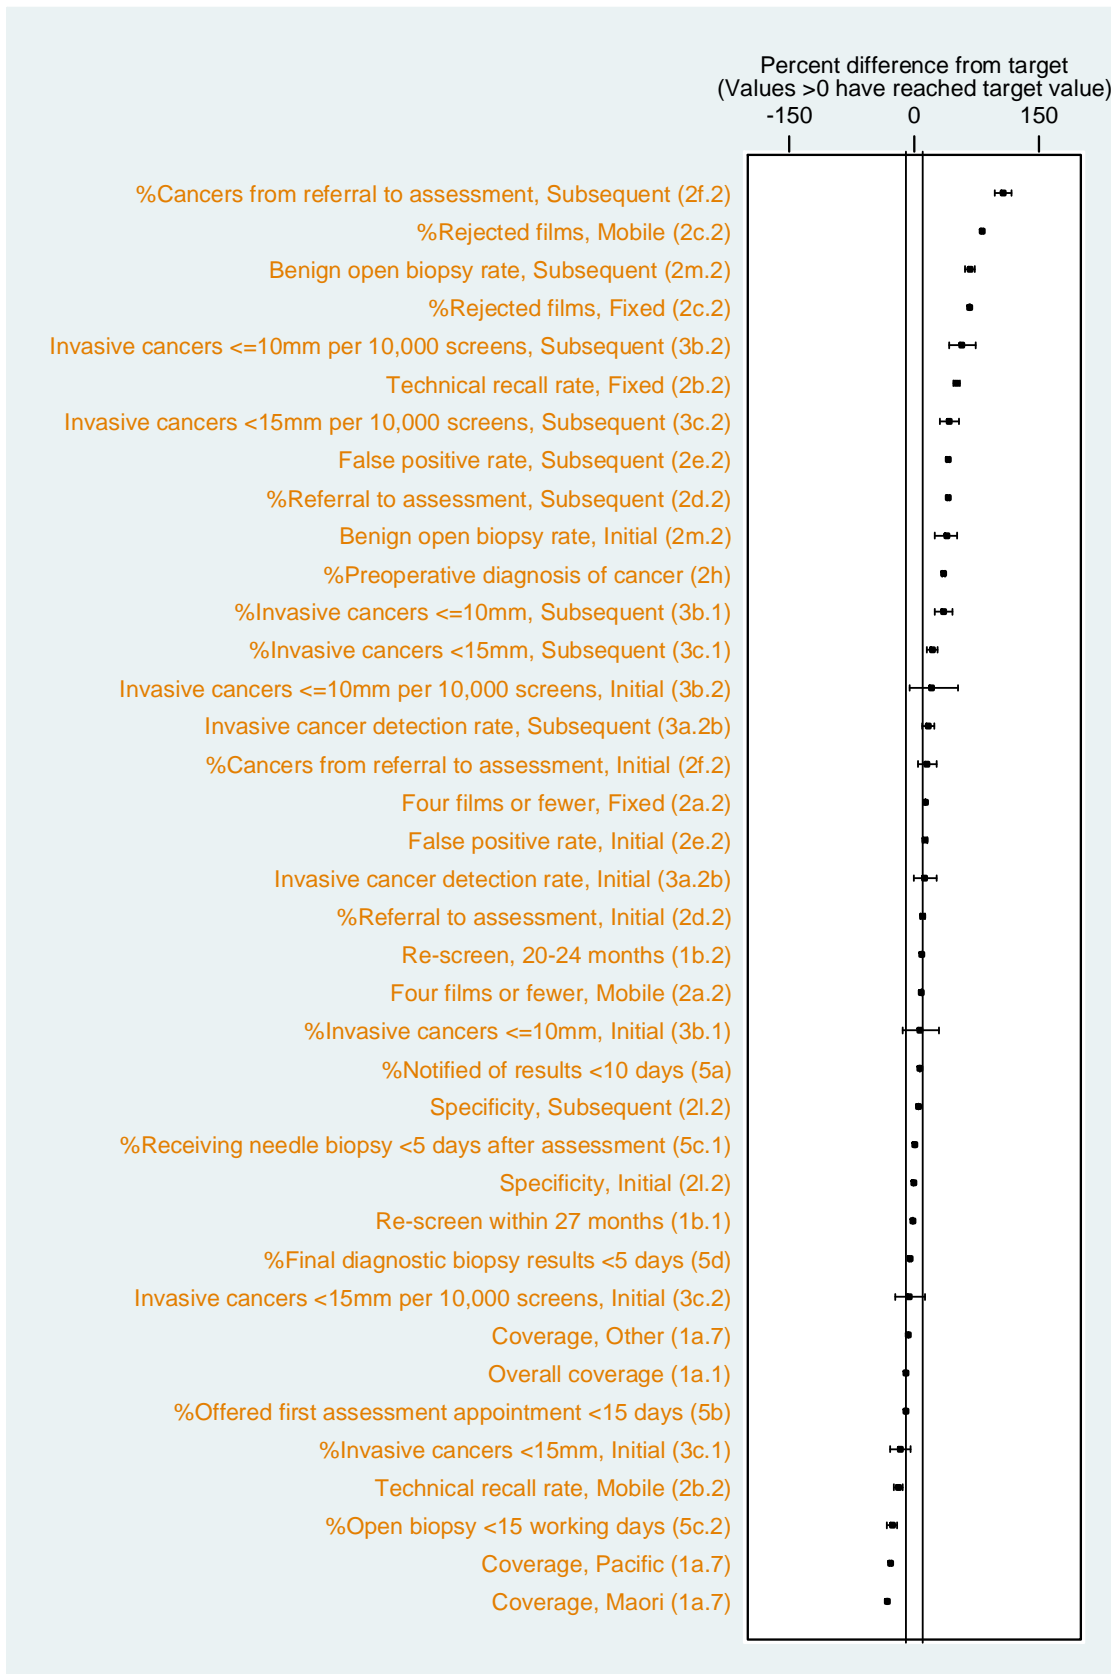 Percent difference from target
(Values >0 have reached target value)
-150 0 150
%Cancers from referral to assessment, Subsequent (2f.2)
%Rejected films, Mobile (2c.2)
Benign open biopsy rate, Subsequent (2m.2)
%Rejected films, Fixed (2c.2)
Invasive cancers <=10mm per 10,000 screens, Subsequent (3b.2)
Technical recall rate, Fixed (2b.2)
Invasive cancers <15mm per 10,000 screens, Subsequent (3c.2)
False positive rate, Subsequent (2e.2)
%Referral to assessment, Subsequent (2d.2)
Benign open biopsy rate, Initial (2m.2)
%Preoperative diagnosis of cancer (2h)
%Invasive cancers <=10mm, Subsequent (3b.1)
%Invasive cancers <15mm, Subsequent (3c.1)
Invasive cancers <=10mm per 10,000 screens, Initial (3b.2)
Invasive cancer detection rate, Subsequent (3a.2b)
%Cancers from referral to assessment, Initial (2f.2)
Four films or fewer, Fixed (2a.2)
False positive rate, Initial (2e.2)
Invasive cancer detection rate, Initial (3a.2b)
%Referral to assessment, Initial (2d.2)
Re-screen, 20-24 months (1b.2)
Four films or fewer, Mobile (2a.2)
%Invasive cancers <=10mm, Initial (3b.1)
%Notified of results <10 days (5a)
Specificity, Subsequent (2l.2)
%Receiving needle biopsy <5 days after assessment (5c.1)
Specificity, Initial (2l.2)
Re-screen within 27 months (1b.1)
%Final diagnostic biopsy results <5 days (5d)
Invasive cancers <15mm per 10,000 screens, Initial (3c.2)
Coverage, Other (1a.7)
Overall coverage (1a.1)
%Offered first assessment appointment <15 days (5b)
%Invasive cancers <15mm, Initial (3c.1)
Technical recall rate, Mobile (2b.2)
%Open biopsy <15 working days (5c.2)
Coverage, Pacific (1a.7)
Coverage, Maori (1a.7)